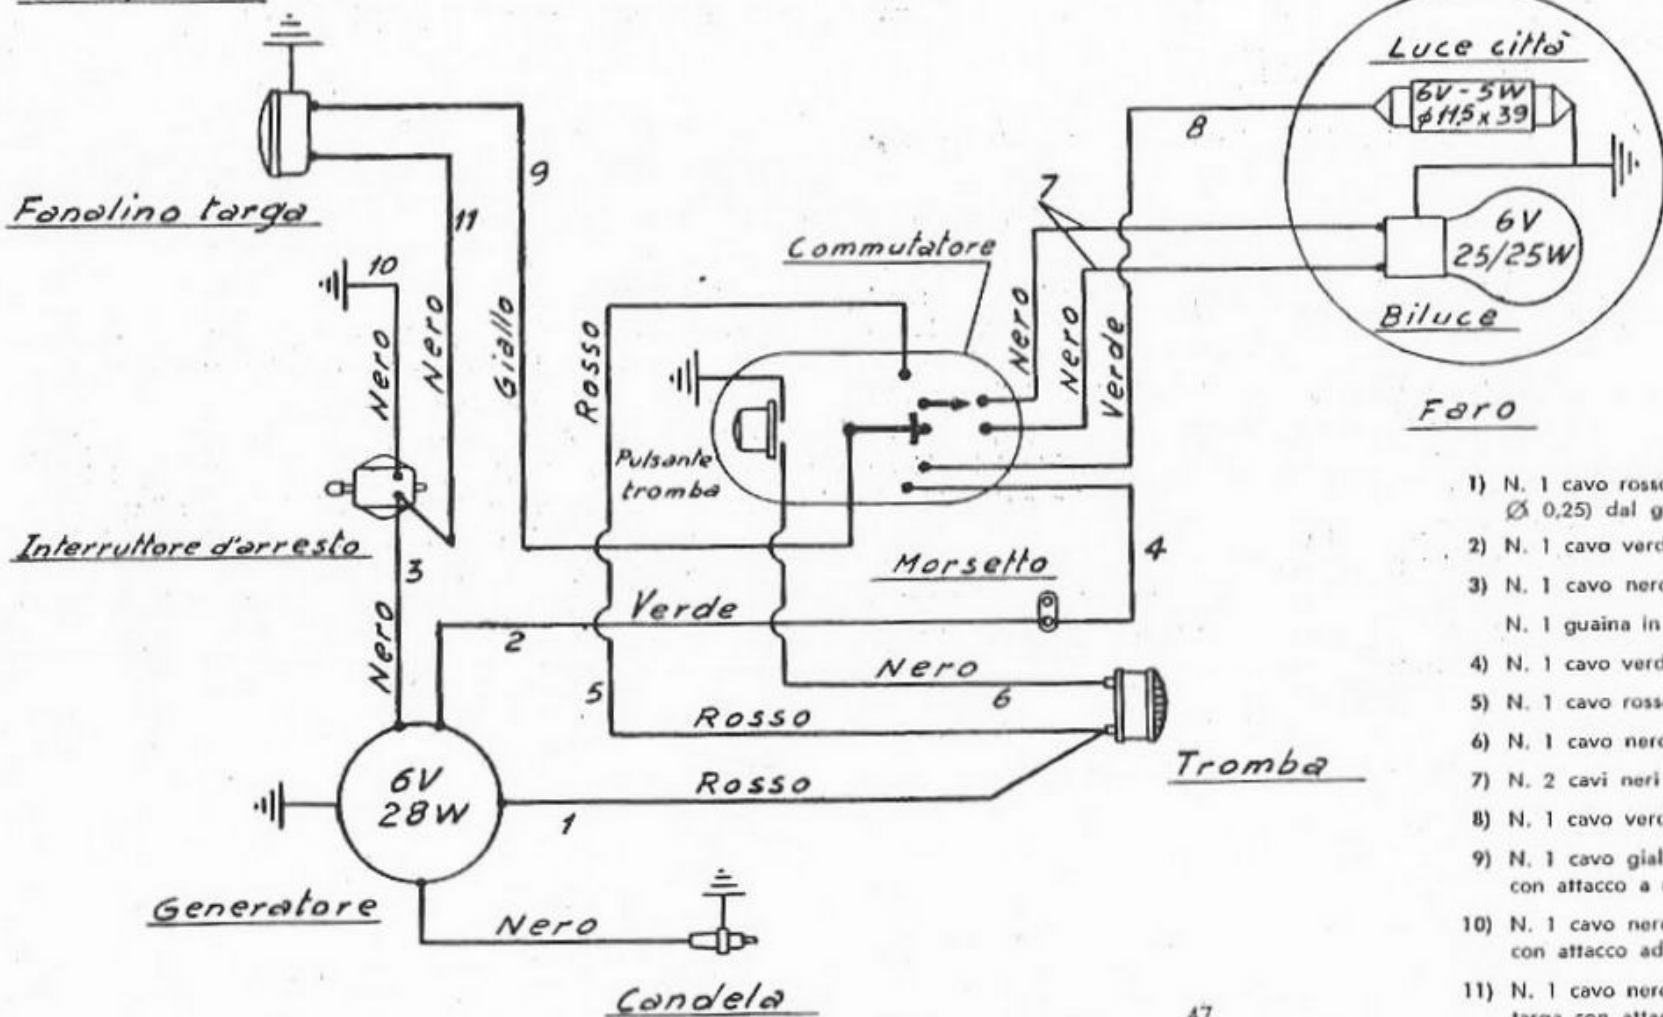 Luce città
6V - 5W
ø 11,5 x 39
8
9
7
Fanalino targa
11
6V
25/25W
Commutatore
10
Biluce
Nero
Nero
Giallo
Rosso
Nero
Nero
Verde
Faro
Pulsante
tromba
Interruttore d'arresto
3
Morsetto
4
Nero
Verde
2
Nero
6
5
Rosso
Tromba
6V
28W
Rosso
1
Generatore
Nero
Candela
1) N. 1 cavo ross
Ø 0,25) dal g
2) N. 1 cavo verd
3) N. 1 cavo nero
N. 1 guaina in
4) N. 1 cavo verd
5) N. 1 cavo ross
6) N. 1 cavo nero
7) N. 2 cavi neri
8) N. 1 cavo verd
9) N. 1 cavo gial
con attacco a
10) N. 1 cavo nero
con attacco ad
11) N. 1 cavo nero
targa con
47